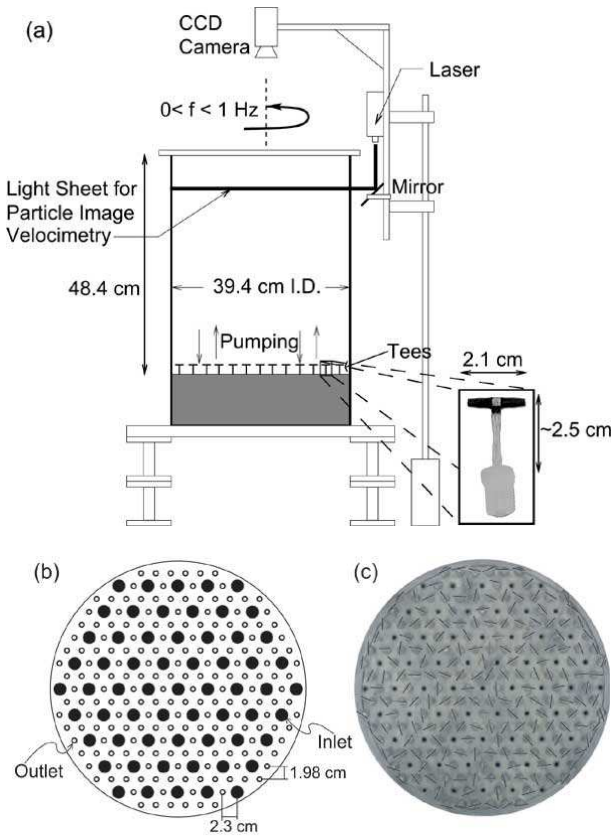 (a)
CCD
Camera
Laser
0< f < 1 Hz
Light Sheet for
Particle Image
Velocimetry
Mirror
48.4 cm
39.4 cm I.D.
Pumping
Tees
2.1 cm
~2.5 cm
(b)
(c)
Inlet
Outlet
1.98 cm
2.3 cm